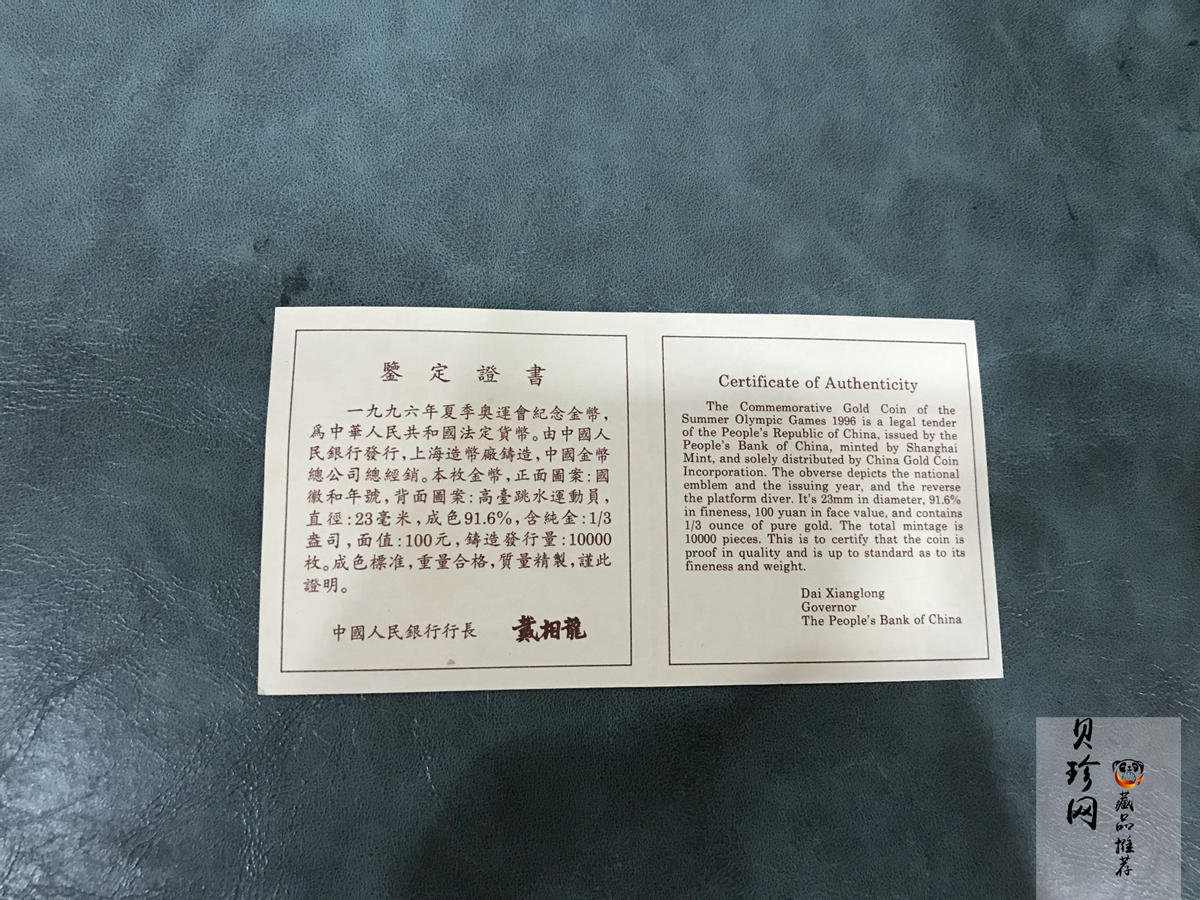 鑒定證書
一九九六年夏季奧運會紀念金幣，
爲中華人民共和國法定貨幣。由中國人
民銀行發行，上海造幣廠鑄造，中國金幣
總公司總經銷。本枚金幣，正面圖案：國
徽和年號，背面圖案：高臺跳水運動員，
直徑：23毫米，成色91.6%，含純金：1/3
盎司，面值：100元，鑄造發行量：10000
枚。成色標准，重量合格，質量精製，謹此
證明。
中國人民銀行行長 戴相龍
Certificate of Authenticity
The Commemorative Gold Coin of the
Summer Olympic Games 1996 is a legal tender
of the People's Republic of China, issued by the
People's Bank of China, minted by Shanghai
Mint, and solely distributed by China Gold Coin
Incorporation. The obverse depicts the national
emblem and the issuing year, and the reverse
the platform diver. It's 23mm in diameter, 91.6%
in fineness, 100 yuan in face value, and contains
1/3 ounce of pure gold. The total mintage is
10000 pieces. This is to certify that the coin is
proof in quality and is up to standard as to its
fineness and weight.
Dai Xianglong
Governor
The People's Bank of China
贝珍网
藏品推荐